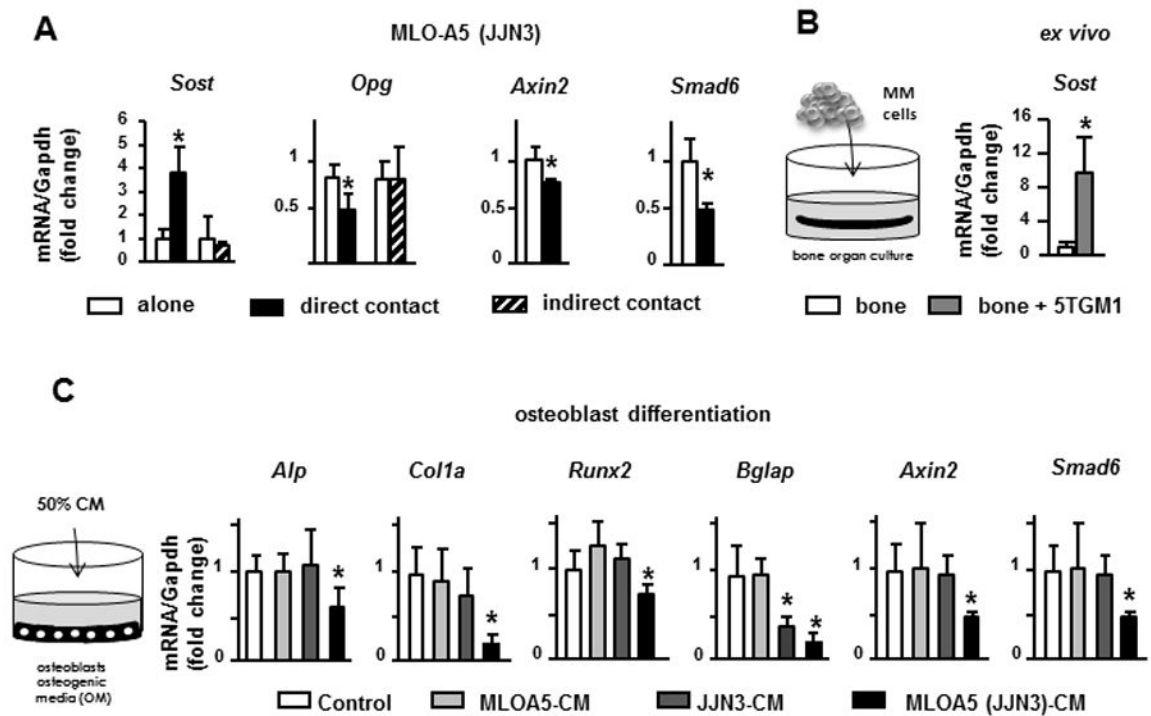 A
MLO-A5 (JJN3)
B
ex vivo
Sost
Opg
Axin2
Smad6
MM
cells
Sost
mRNA/Gapdh
(fold change)
6
5
4
3
2
1
0
*
1
0.5
*
1
0.5
0
*
1
0.5
0
*
bone organ culture
mRNA/Gapdh
(fold change)
16
12
8
4
0
*
alone
direct contact
indirect contact
bone
bone + 5TGM1
C
osteoblast differentiation
50% CM
osteoblasts
osteogenic
media (OM)
Alp
Col1a
Runx2
Bglap
Axin2
Smad6
mRNA/Gapdh
(fold change)
1
0
*
1
0
*
1
0
*
1
0
*
*
1
0
*
1
0
*
Control
MLOA5-CM
JJN3-CM
MLOA5 (JJN3)-CM